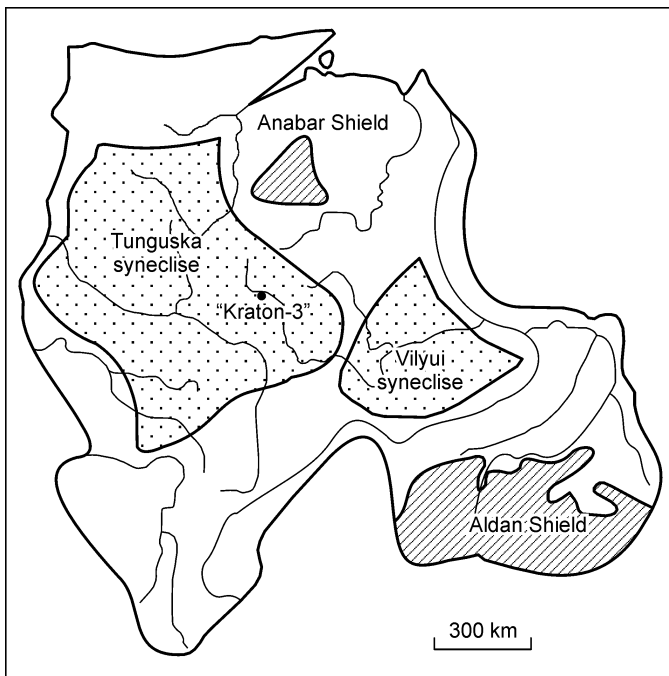 Anabar Shield
Tunguska
syneclise
“Kraton-3”
Vilyui
syneclise
Aldan Shield
300 km